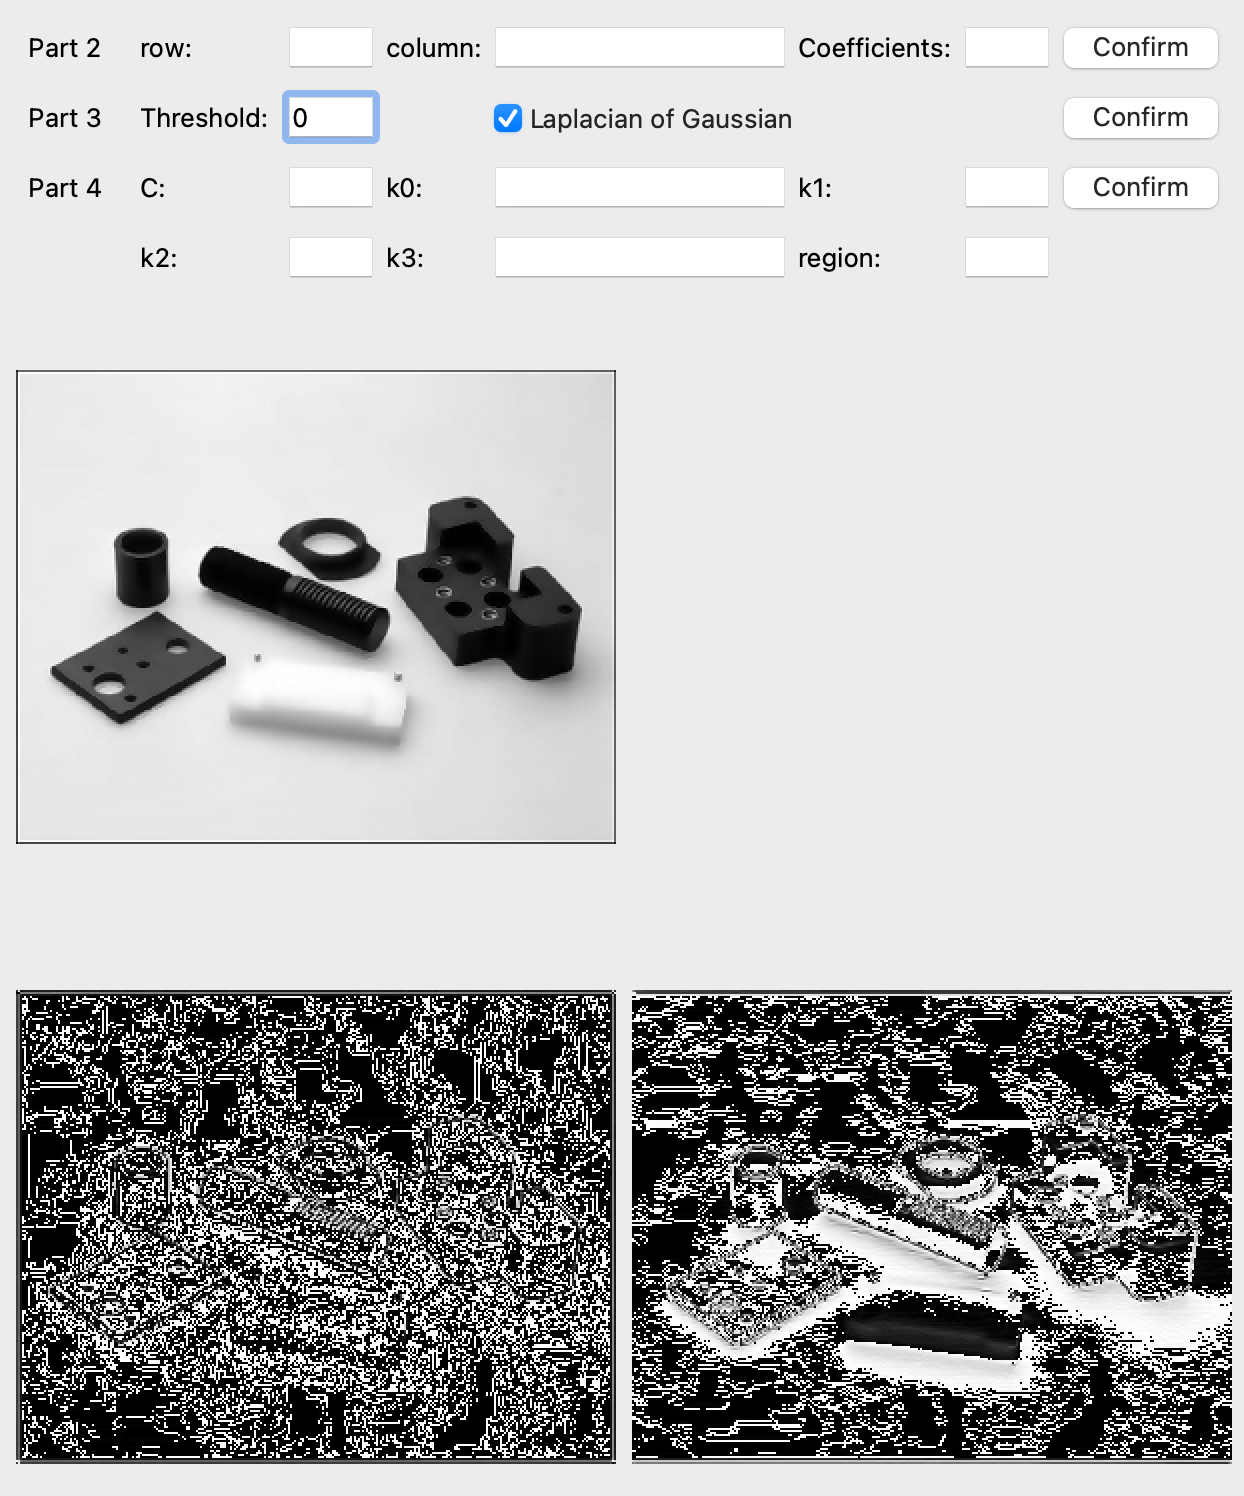 Part 2 row: column: Coefficients: Confirm
Part 3 Threshold: 0 Laplacian of Gaussian Confirm
Part 4 C: k0: k1: Confirm
k2: k3: region: